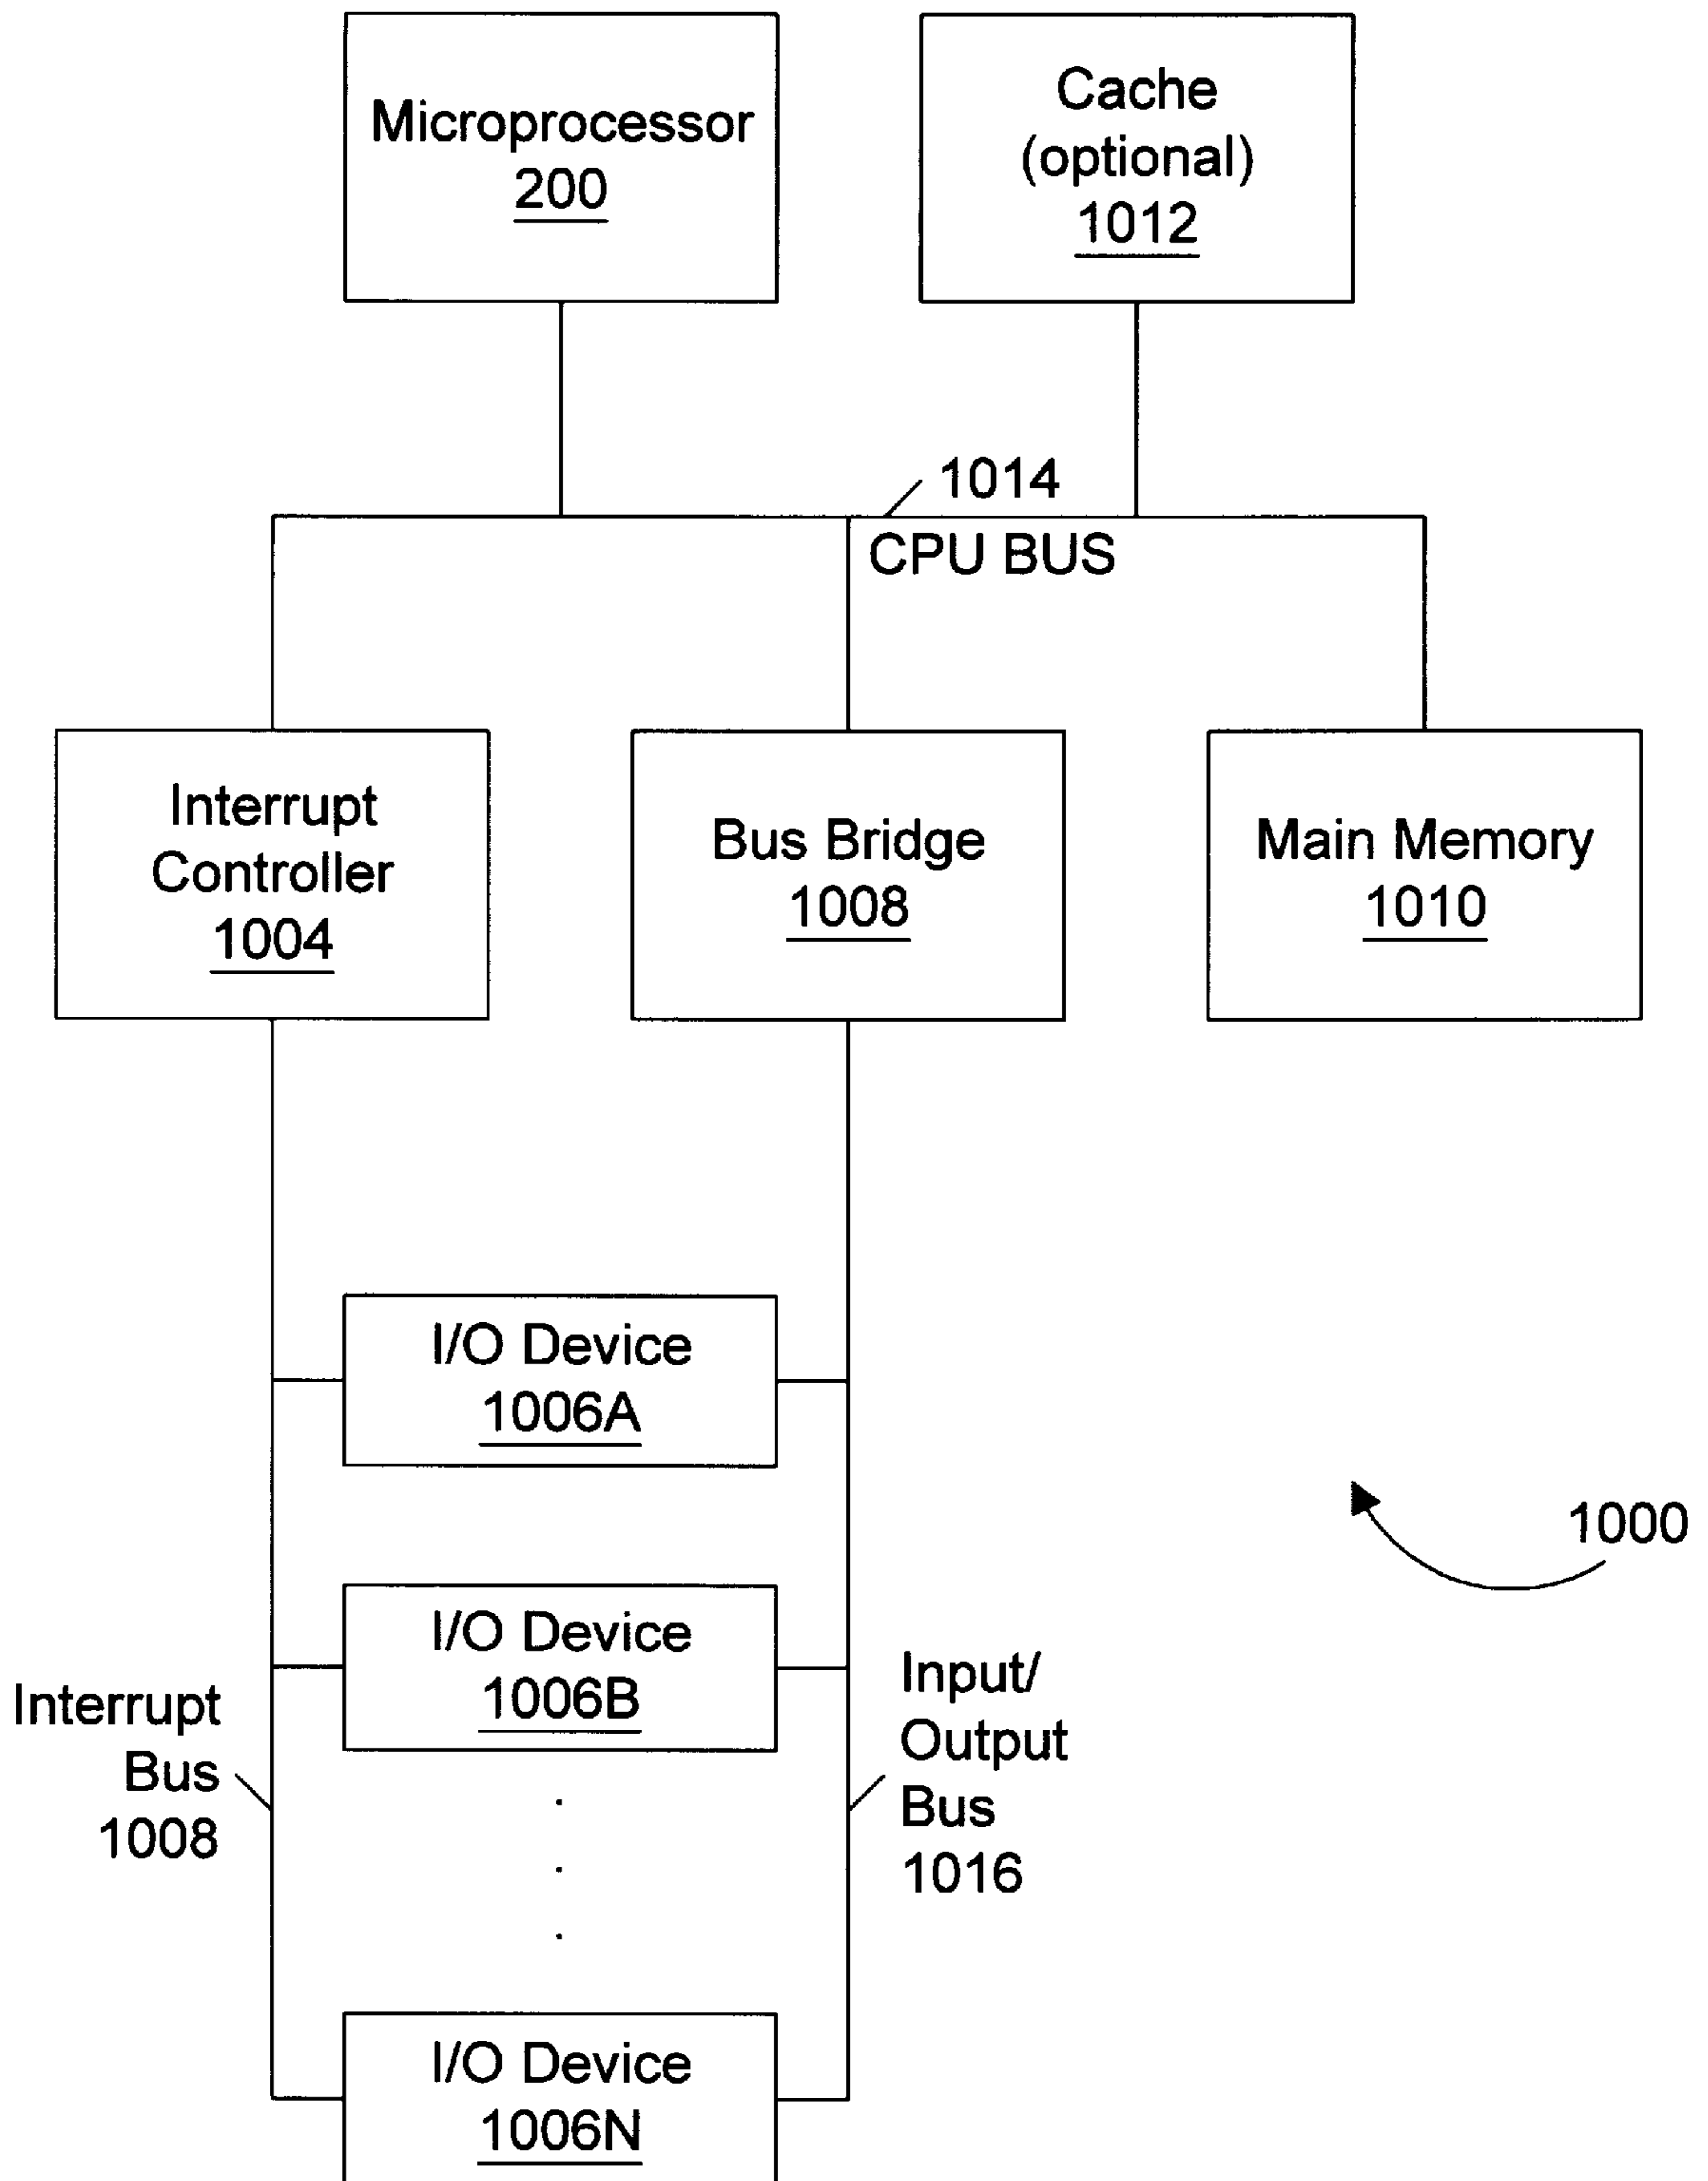 Microprocessor
200
Cache
(optional)
1012
1014
CPU BUS
Interrupt
Controller
1004
Bus Bridge
1008
Main Memory
1010
I/O Device
1006A
1000
I/O Device
1006B
Interrupt
Bus
1008
Input/
Output
Bus
1016
I/O Device
1006N